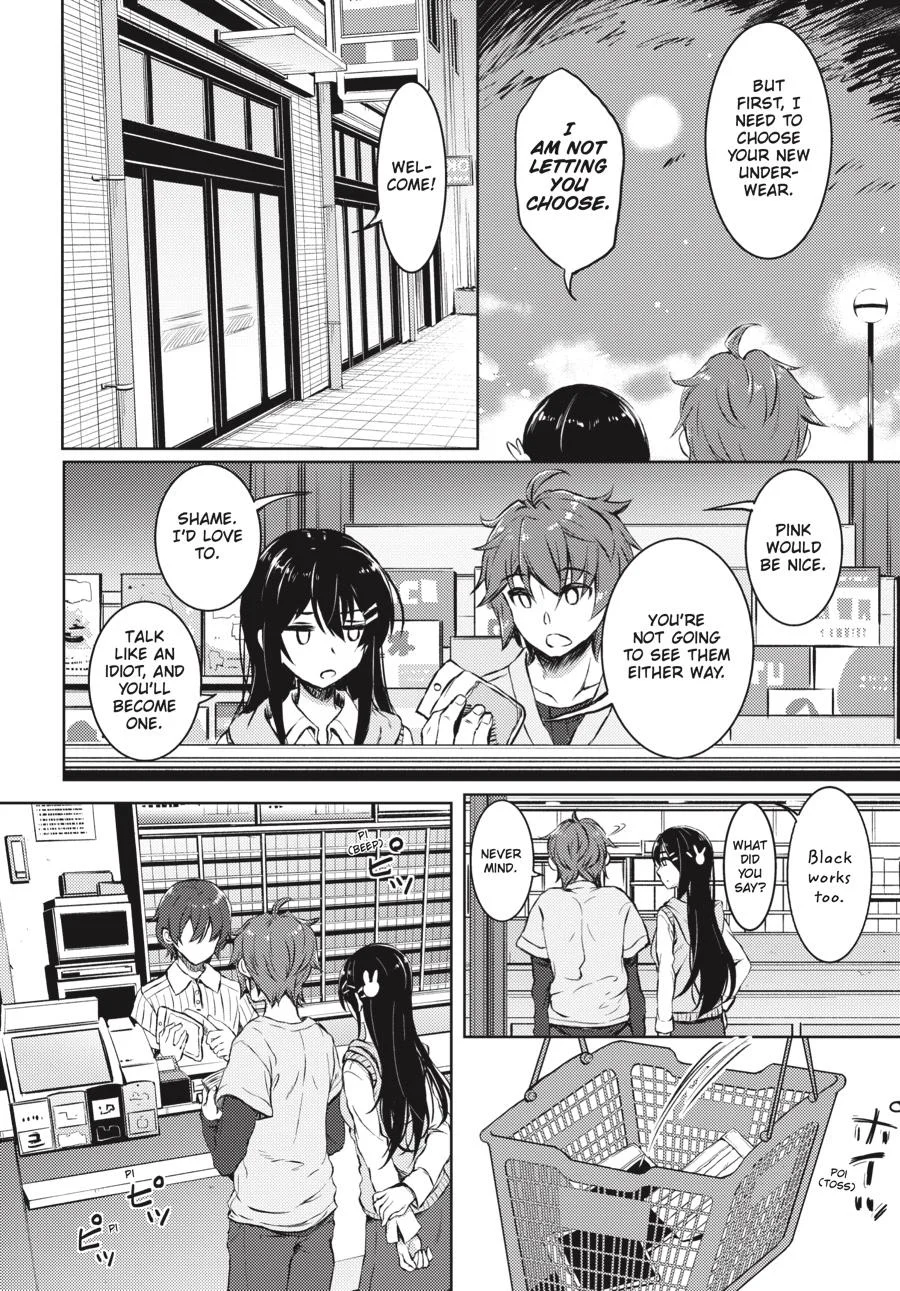 BUT
FIRST, I
NEED TO
CHOOSE
YOUR NEW
UNDER-
WEAR.
I
AM NOT
LETTING
YOU
CHOOSE.
WEL-
COME!
PINK
WOULD
BE NICE.
YOU'RE
NOT GOING
TO SEE THEM
EITHER WAY.
SHAME.
I'D LOVE
TO.
TALK
LIKE AN
IDIOT, AND
YOU'LL
BECOME
ONE.
Black
works
too.
WHAT
DID
YOU
SAY?
NEVER
MIND.
ポイッ
POI
(TOSS)
PI
(BEEP)
ピッ
PI
ピッ
PI
ピッ